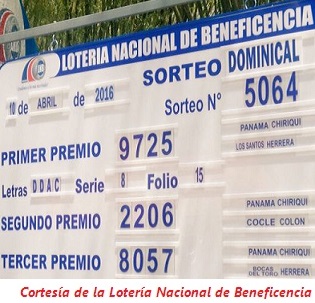 LOTERIA NACIONAL DE BENEFICENCIA
SORTEO DOMINICAL
10 de ABRIL de 2016 Sorteo N° 5064
PANAMA CHIRIQUI
PRIMER PREMIO 9725 LOS SANTOS HERRERA
Letras DDAC Serie 8 Folio 15
PANAMA CHIRIQUI
SEGUNDO PREMIO 2206 COCLE COLON
PANAMA CHIRIQUI
TERCER PREMIO 8057 BOCAS DEL TORO HERRERA
Cortesía de la Lotería Nacional de Beneficencia